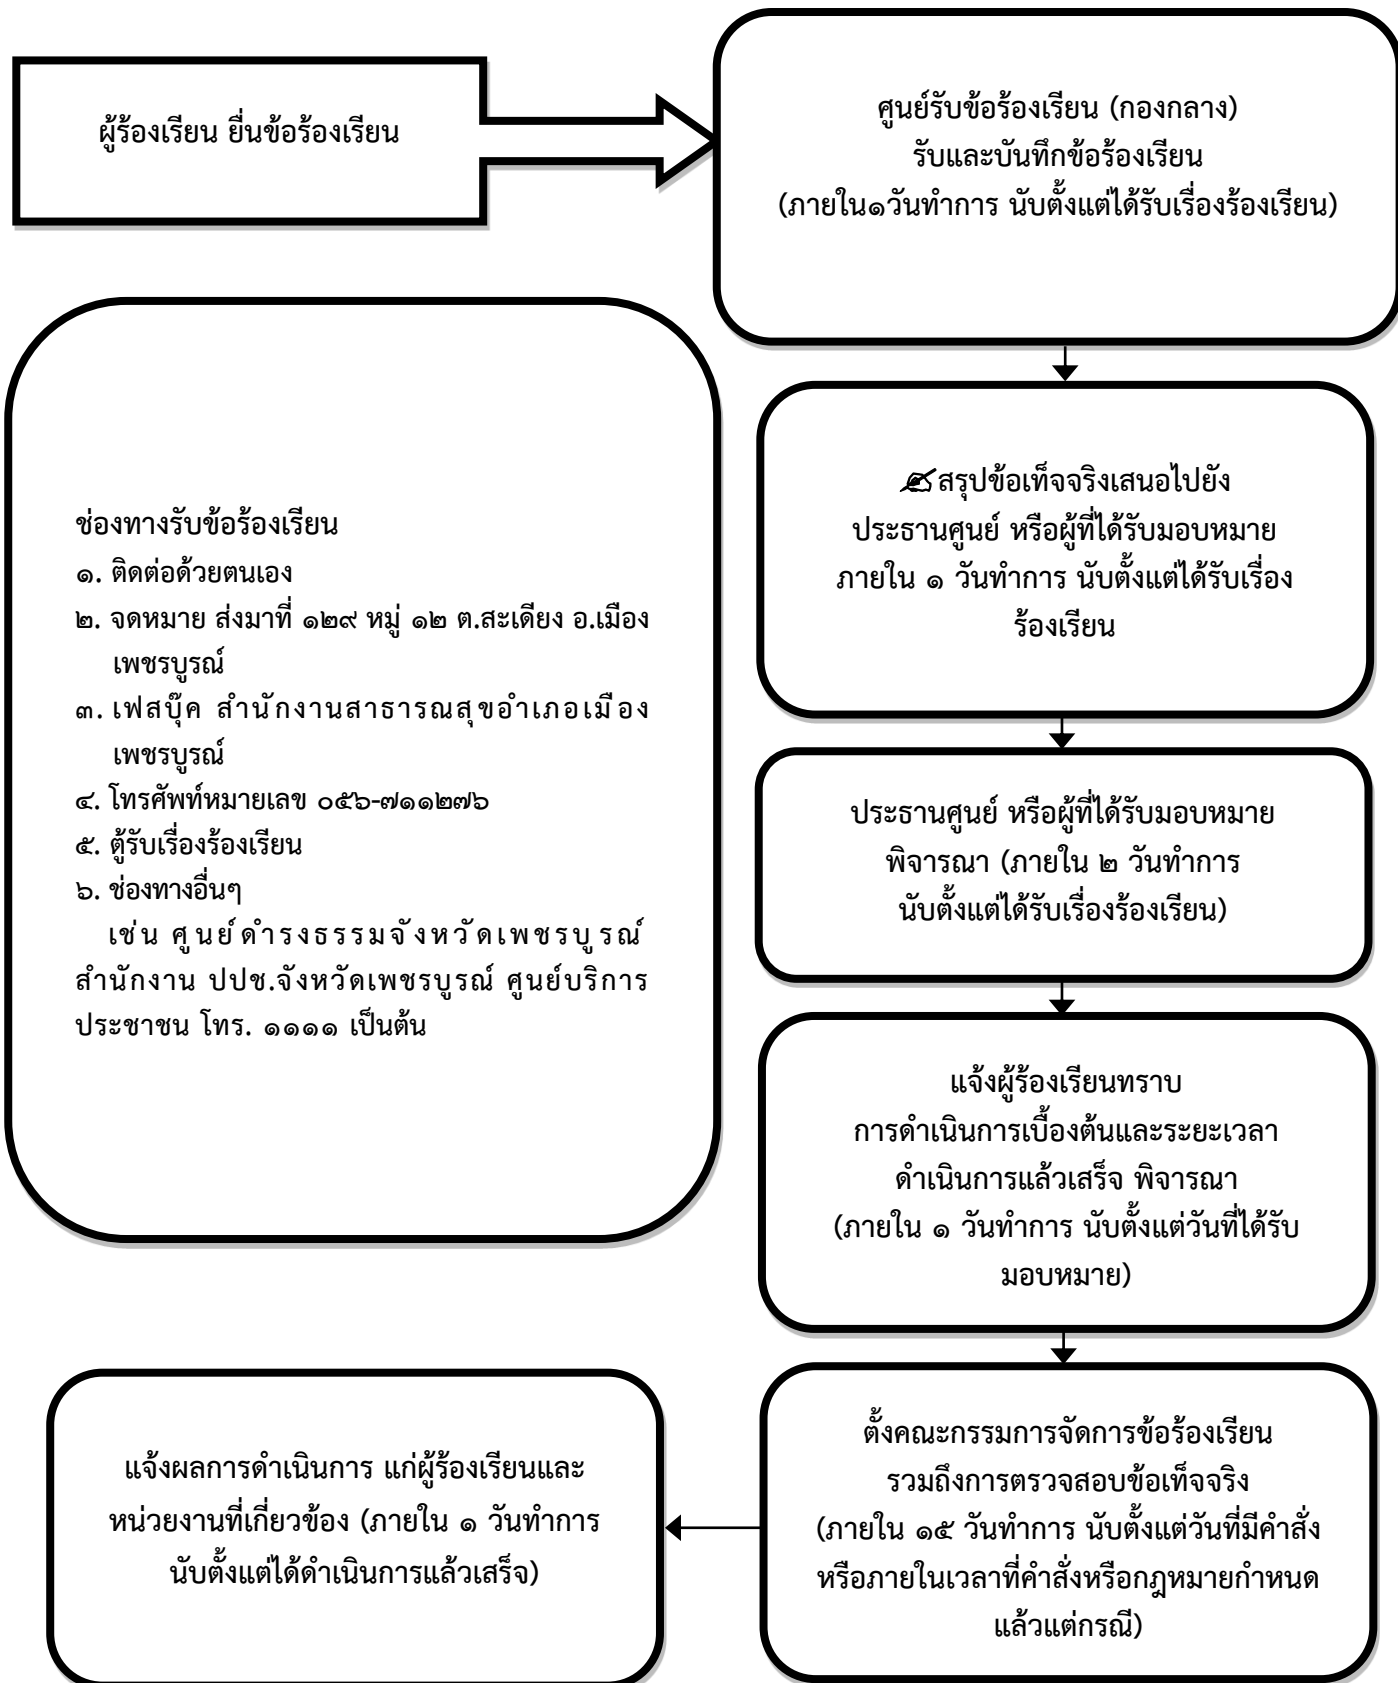 ผู้ร้องเรียน ยื่นข้อร้องเรียน
ศูนย์รับข้อร้องเรียน (กองกลาง)
รับและบันทึกข้อร้องเรียน
(ภายใน๑วันทำการ นับตั้งแต่ได้รับเรื่องร้องเรียน)
ช่องทางรับข้อร้องเรียน
๑. ติดต่อด้วยตนเอง
๒. จดหมาย ส่งมาที่ ๑๒๙ หมู่ ๑๒ ต.สะเดียง อ.เมือง
เพชรบูรณ์
๓. เฟสบุ๊ค สำนักงานสาธารณสุขอำเภอเมือง
เพชรบูรณ์
๔. โทรศัพท์หมายเลข ๐๕๖-๗๑๑๒๗๖
๕. ตู้รับเรื่องร้องเรียน
๖. ช่องทางอื่นๆ
เช่น ศูนย์ดำรงธรรมจังหวัดเพชรบูรณ์
สำนักงาน ปปช.จังหวัดเพชรบูรณ์ ศูนย์บริการ
ประชาชน โทร. ๑๑๑๑ เป็นต้น
สรุปข้อเท็จจริงเสนอไปยัง
ประธานศูนย์ หรือผู้ที่ได้รับมอบหมาย
ภายใน ๑ วันทำการ นับตั้งแต่ได้รับเรื่อง
ร้องเรียน
ประธานศูนย์ หรือผู้ที่ได้รับมอบหมาย
พิจารณา (ภายใน ๒ วันทำการ
นับตั้งแต่ได้รับเรื่องร้องเรียน)
แจ้งผู้ร้องเรียนทราบ
การดำเนินการเบื้องต้นและระยะเวลา
ดำเนินการแล้วเสร็จ พิจารณา
(ภายใน ๑ วันทำการ นับตั้งแต่วันที่ได้รับ
มอบหมาย)
ตั้งคณะกรรมการจัดการข้อร้องเรียน
รวมถึงการตรวจสอบข้อเท็จจริง
(ภายใน ๑๕ วันทำการ นับตั้งแต่วันที่มีคำสั่ง
หรือภายในเวลาที่คำสั่งหรือกฎหมายกำหนด
แล้วแต่กรณี)
แจ้งผลการดำเนินการ แก่ผู้ร้องเรียนและ
หน่วยงานที่เกี่ยวข้อง (ภายใน ๑ วันทำการ
นับตั้งแต่ได้ดำเนินการแล้วเสร็จ)